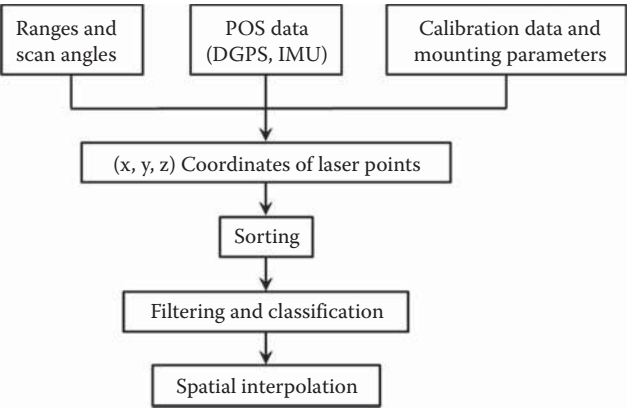 Ranges and
scan angles
POS data
(DGPS, IMU)
Calibration data and
mounting parameters
(x, y, z) Coordinates of laser points
Sorting
Filtering and classification
Spatial interpolation